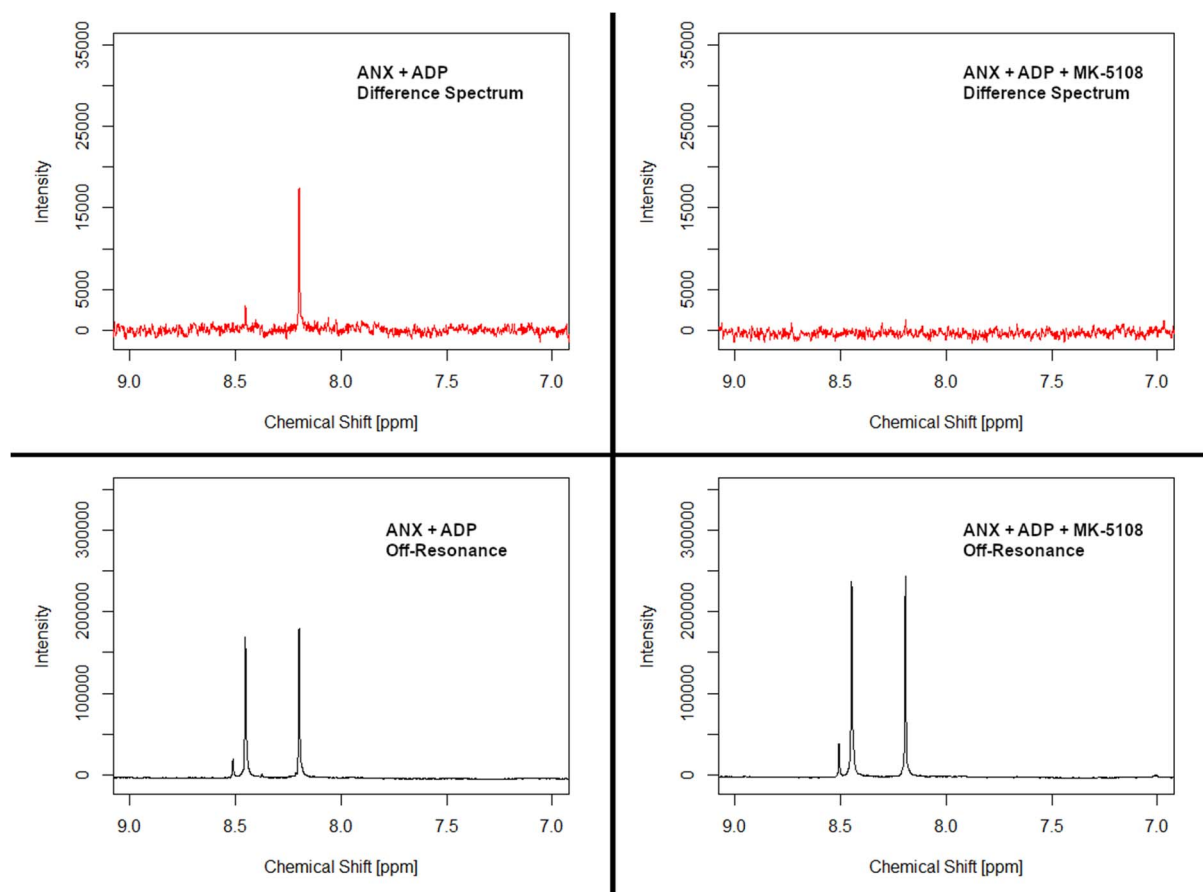 ANX + ADP
Difference Spectrum
35000
25000
15000
5000
0
Intensity
9.0 8.5 8.0 7.5 7.0
Chemical Shift [ppm]
ANX + ADP + MK-5108
Difference Spectrum
35000
25000
15000
5000
0
Intensity
9.0 8.5 8.0 7.5 7.0
Chemical Shift [ppm]
ANX + ADP
Off-Resonance
300000
200000
100000
0
Intensity
9.0 8.5 8.0 7.5 7.0
Chemical Shift [ppm]
ANX + ADP + MK-5108
Off-Resonance
300000
200000
100000
0
Intensity
9.0 8.5 8.0 7.5 7.0
Chemical Shift [ppm]